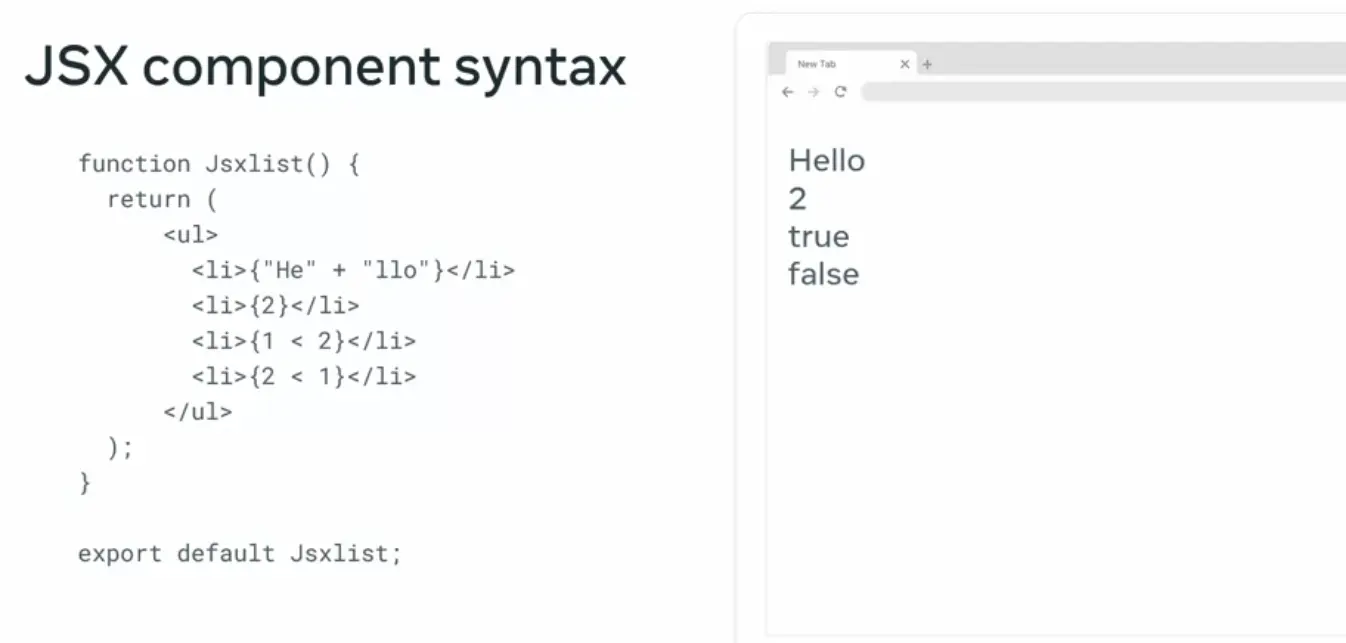 JSX component syntax
function Jsxlist() {
return (
<ul>
<li>{"He" + "llo"}</li>
<li>{2}</li>
<li>{1 < 2}</li>
<li>{2 < 1}</li>
</ul>
);
}
export default Jsxlist;
New Tab
Hello
2
true
false